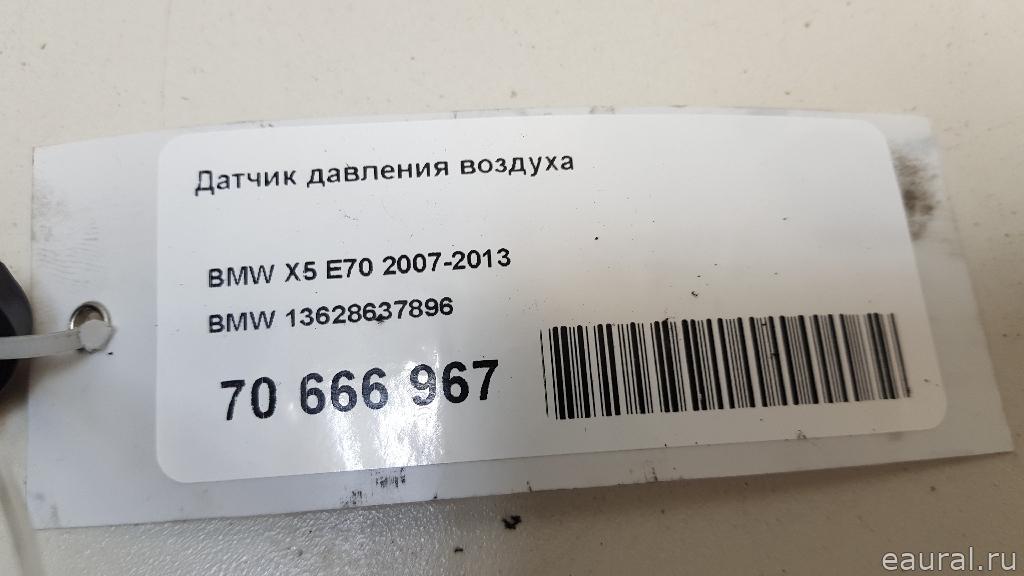 Датчик давления воздуха
BMW X5 E70 2007-2013
BMW 13628637896
70 666 967
eaural.ru